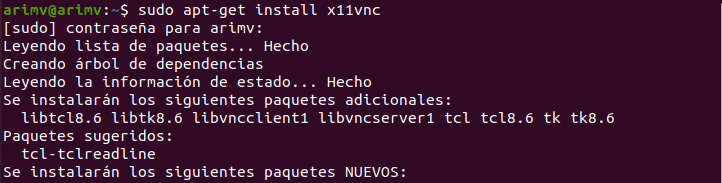 arimv@arimv:~$ sudo apt-get install x11vnc
[sudo] contraseña para arimv:
Leyendo lista de paquetes... Hecho
Creando árbol de dependencias
Leyendo la información de estado... Hecho
Se instalarán los siguientes paquetes adicionales:
  libtcl8.6 libtk8.6 libvncclient1 libvncserver1 tcl tcl8.6 tk tk8.6
Paquetes sugeridos:
  tcl-tclreadline
Se instalarán los siguientes paquetes NUEVOS: